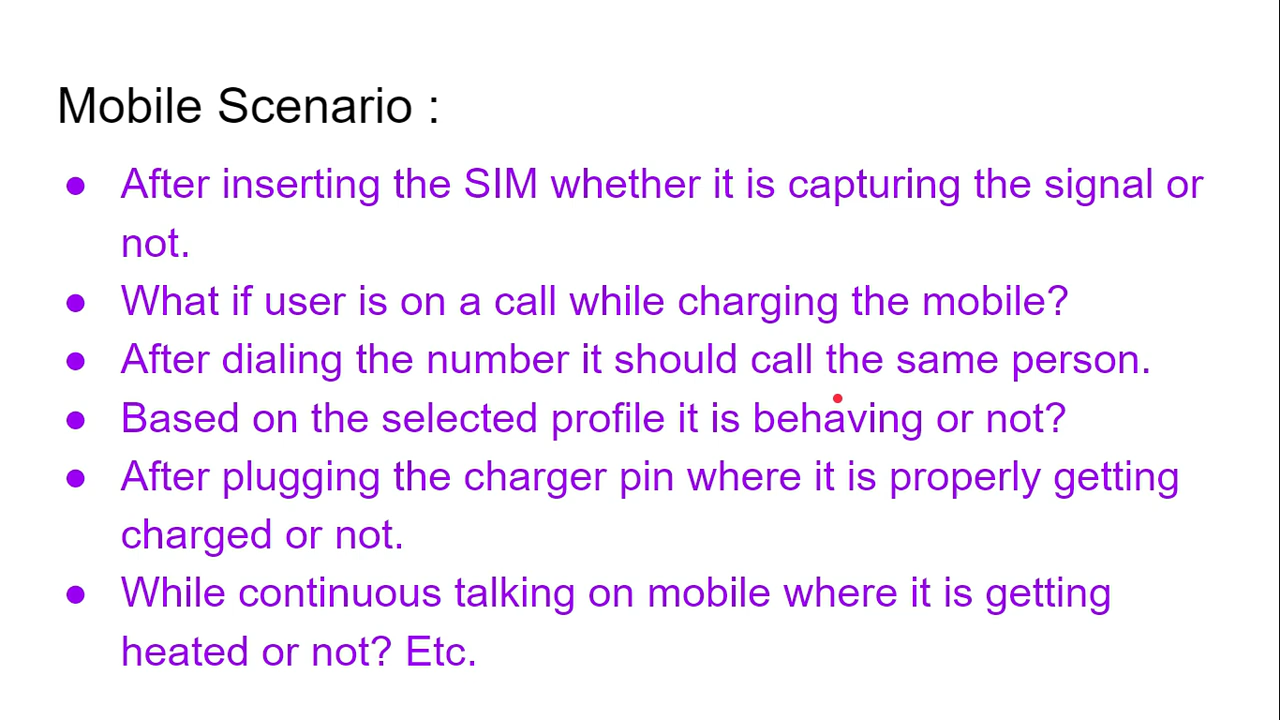 Mobile Scenario :
● After inserting the SIM whether it is capturing the signal or
not.
● What if user is on a call while charging the mobile?
● After dialing the number it should call the same person.
● Based on the selected profile it is behaving or not?
● After plugging the charger pin where it is properly getting
charged or not.
● While continuous talking on mobile where it is getting
heated or not? Etc.